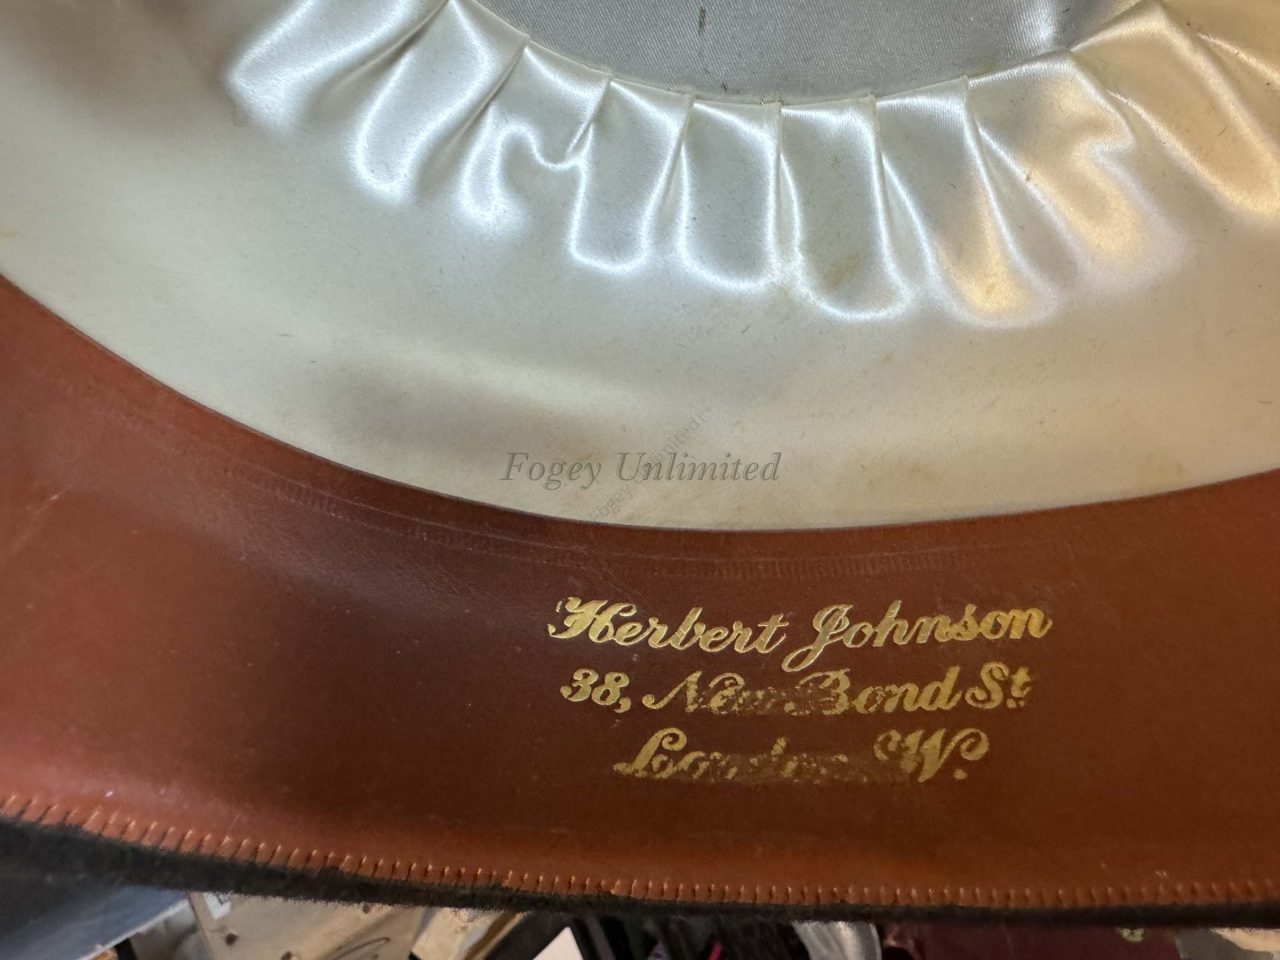 Fogey Unlimited
Herbert Johnson
38, New Bond St
London. W.